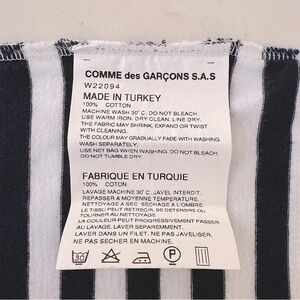 COMME des GARÇONS S.A.S
W22094
MADE IN TURKEY
100% COTTON
MACHINE WASH 30˚C. DO NOT BLEACH.
USE WARM IRON. DRY CLEAN. LINE DRY.
THE FABRIC MAY SHRINK, EXPAND OR TWIST
WITH CLEANING.
THE COLOUR MAY GRADUALLY FADE WITH WASHING.
WASH SEPARATELY.
USE NET BAG WHEN WASHING. DO NOT BLEACH.
DO NOT TUMBLE DRY.
FABRIQUE EN TURQUIE
100% COTON
LAVAGE MACHINE 30˚C. JAVEL INTERDIT.
REPASSER A MOYENNE TEMPERATURE.
NETTOYAGE A SEC. SECHAGE A L'OMBRE.
LE TISSU PEUT RETRECIR, SE DETENDRE OU
TOURNER AU NETTOYAGE.
LA COULEUR PEUT PROGRESSIVEMENT PASSER
AU LAVAGE. LAVER SEPAREMENT.
LAVER DANS UN FILET. NE PAS JAVELLISER.
NE PAS SECHER EN MACHINE.
30
P